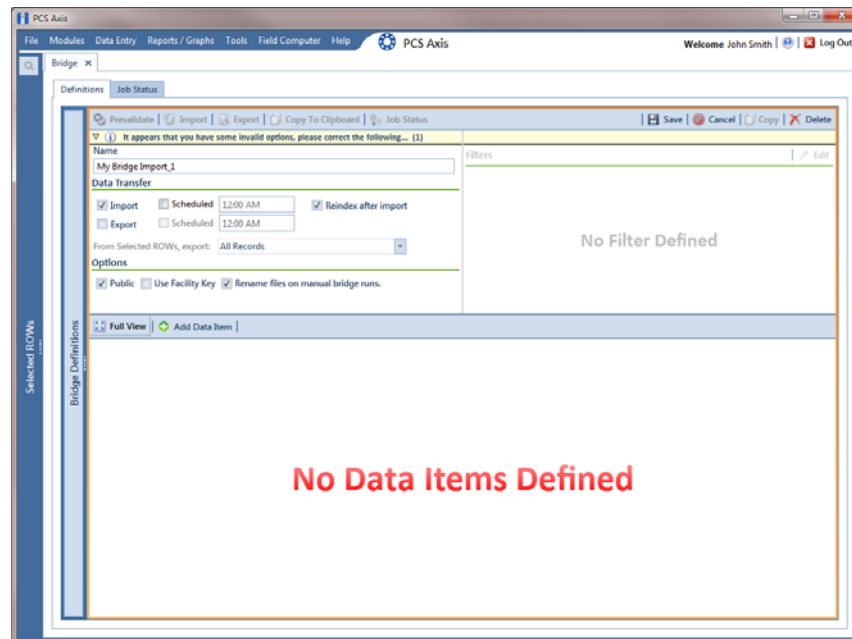 PCS Axis
File Modules Data Entry Reports / Graphs Tools Field Computer Help PCS Axis Welcome John Smith Log Out
Bridge
Definitions Job Status
Prevalidate Import Export Copy To Clipboard Job Status Save Cancel Copy Delete
It appears that you have some invalid options, please correct the following... (1)
Name Filters Edit
My Bridge Import_1
Data Transfer
Import Scheduled 12:00 AM Reindex after import
Export Scheduled 12:00 AM
No Filter Defined
From Selected ROWs, export: All Records
Options
Public Use Facility Key Rename files on manual bridge runs.
Full View Add Data Item
Selected ROWs
Bridge Definitions
No Data Items Defined